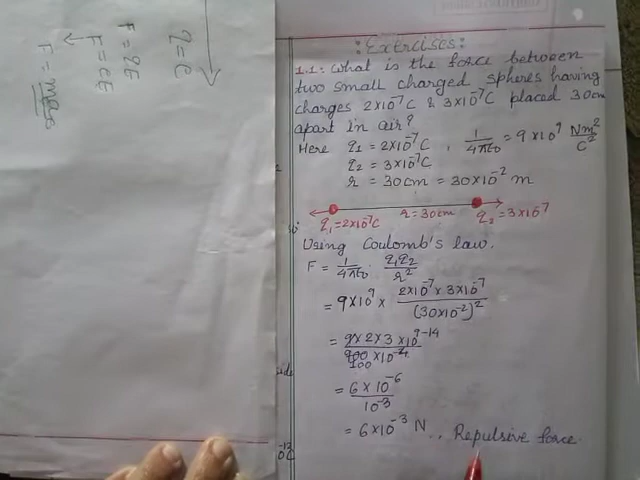 :Exercises:
1.1: What is the force between
two small charged spheres having
charges 2×10⁻⁷C & 3×10⁻⁷C placed 30cm
apart in air?
Here q₁ = 2×10⁻⁷C , 1/4πε₀ = 9×10⁹ Nm²/C²
q₂ = 3×10⁻⁷C
r = 30cm = 30×10⁻² m
q₁=2×10⁻⁷C r=30cm q₂=3×10⁻⁷
Using Coulomb's law.
F = 1/4πε₀ q₁q₂/r²
= 9×10⁹ × 2×10⁻⁷×3×10⁻⁷/(30×10⁻²)²
= 9×2×3×10⁹⁻¹⁴/900×10⁻⁴
100
= 6×10⁻⁶/10⁻³
= 6×10⁻³ N . , Repulsive force.
q=e
F=qE
F=eE